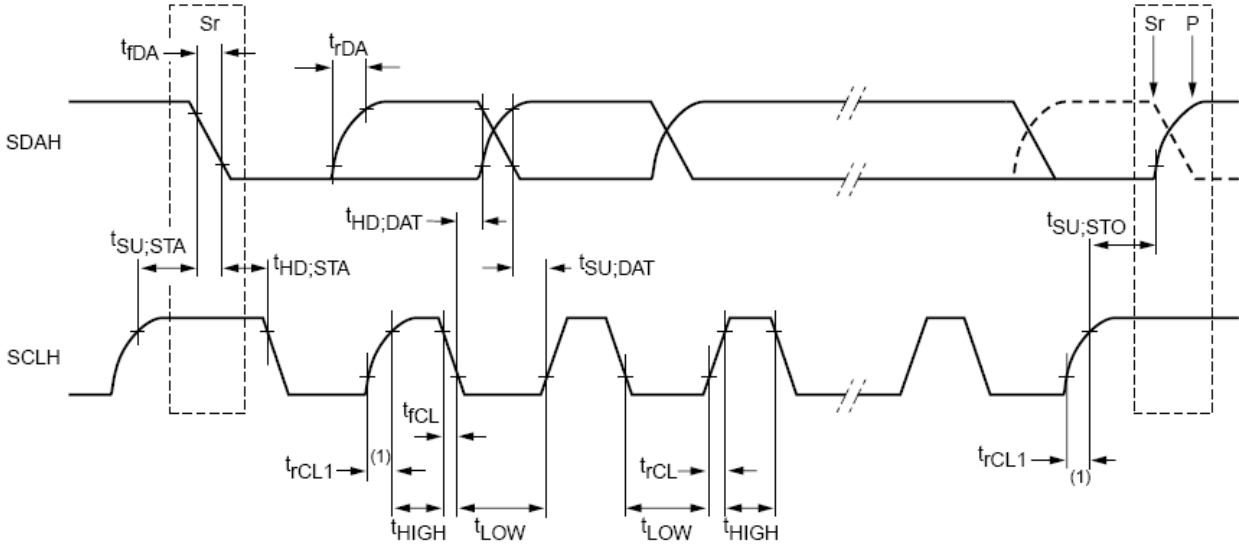 Sr
Sr P
tfDA
trDA
SDAH
tHD;DAT
tSU;STO
tSU;STA
tHD;STA
tSU;DAT
SCLH
tfCL
trCL1 (1)
trCL
trCL1 (1)
tHIGH
tLOW
tLOW
tHIGH